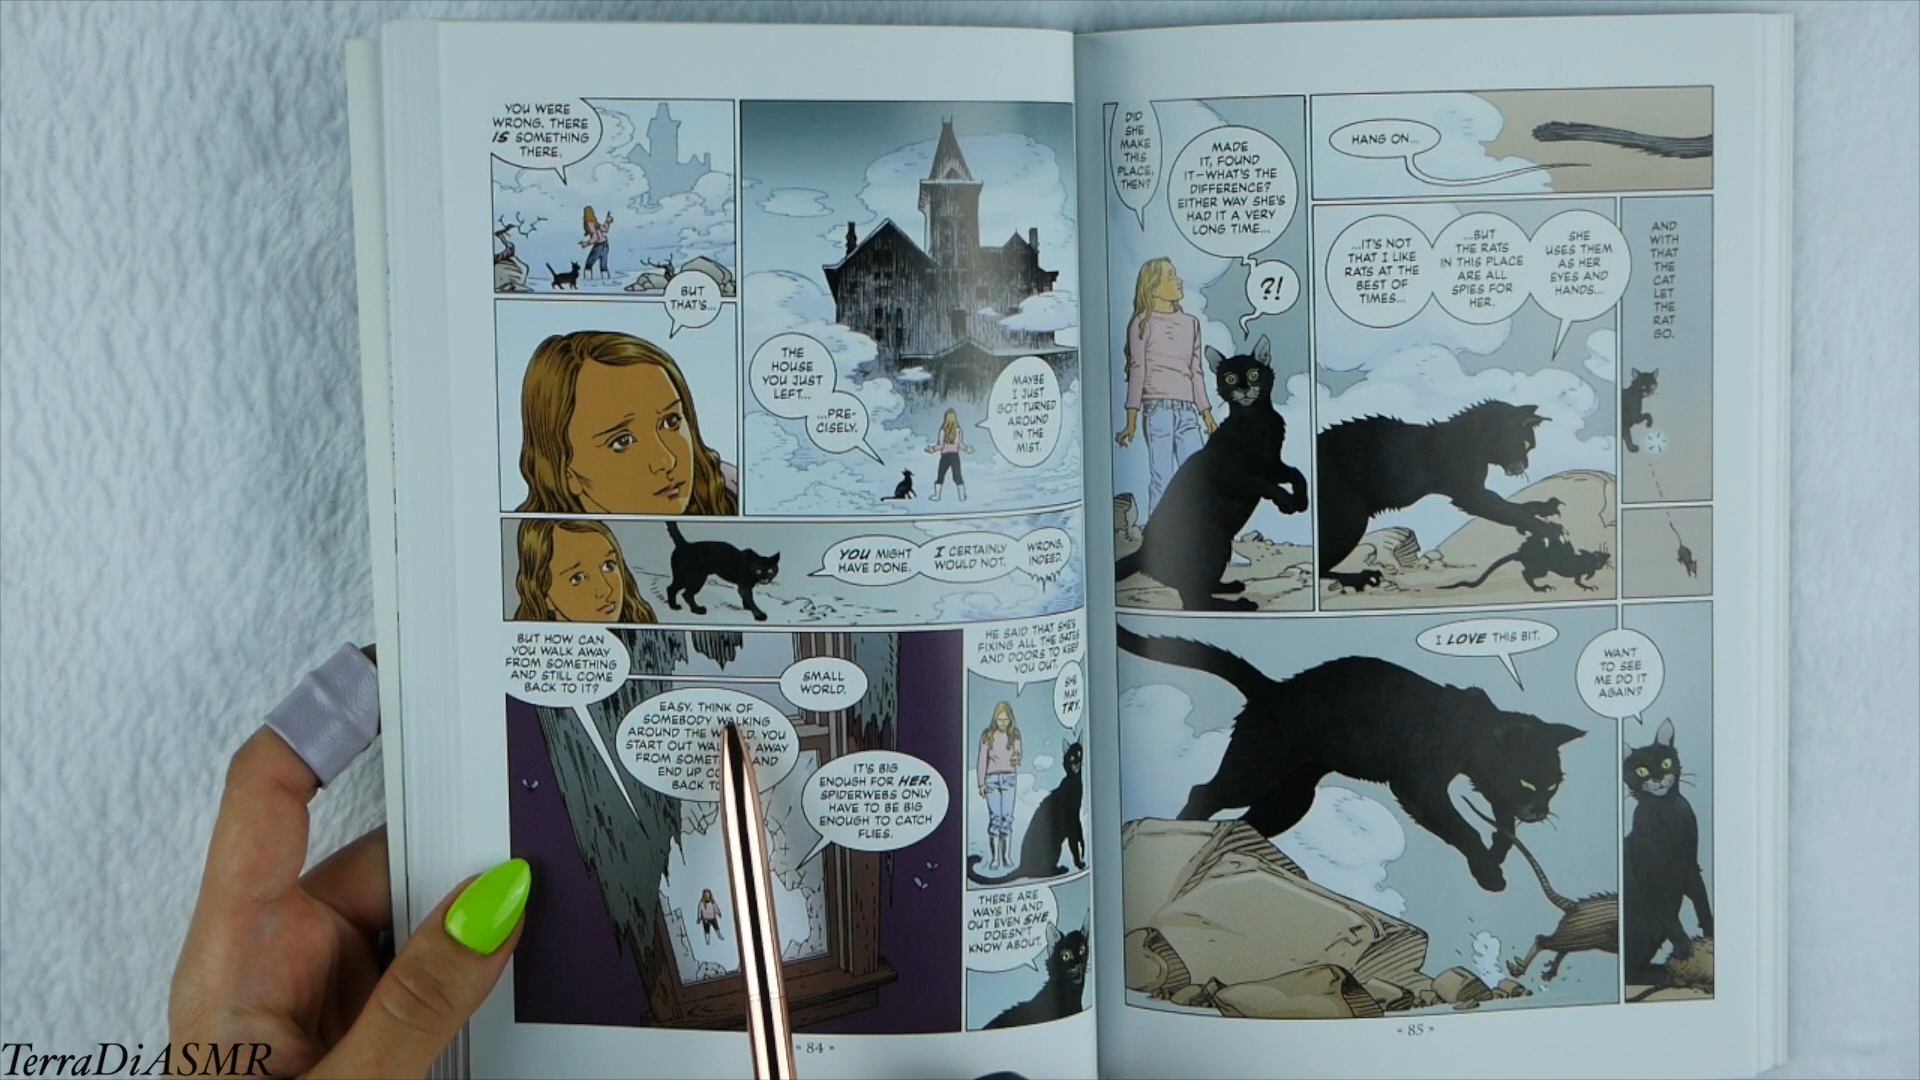 YOU WERE
WRONG. THERE
IS SOMETHING
THERE.
BUT
THAT'S...
THE
HOUSE
YOU JUST
LEFT...
...PRE-
CISELY.
MAYBE
I JUST
GOT TURNED
AROUND
IN THE
MIST.
YOU MIGHT
HAVE DONE.
I CERTAINLY
WOULD NOT.
WRONG,
INDEED.
BUT HOW CAN
YOU WALK AWAY
FROM SOMETHING
AND STILL COME
BACK TO IT?
EASY. THINK OF
SOMEBODY WALKING
AROUND THE YOU
START OUT AWAY
FROM AND
END UP
BACK
SMALL
WORLD.
IT'S BIG
ENOUGH FOR HER.
SPIDERWEBS ONLY
HAVE TO BE BIG
ENOUGH TO CATCH
FLIES.
HE SAID THAT SHE'S
FIXING ALL THE GATES
AND DOORS TO KEEP
YOU OUT.
SHE
MAY
TRY.
THERE ARE
WAYS IN AND
OUT EVEN SHE
DOESN'T
KNOW ABOUT.
« 84 »
DID
SHE
MAKE
THIS
PLACE,
THEN?
MADE
IT, FOUND
IT—WHAT'S THE
DIFFERENCE?
EITHER WAY SHE'S
HAD IT A VERY
LONG TIME...
?!
HANG ON...
...IT'S NOT
THAT I LIKE
RATS AT THE
BEST OF
TIMES...
...BUT
THE RATS
IN THIS PLACE
ARE ALL
SPIES FOR
HER.
SHE
USES THEM
AS HER
EYES AND
HANDS...
AND
WITH
THAT
THE
CAT
LET
THE
RAT
GO.
I LOVE THIS BIT.
WANT
TO SEE
ME DO IT
AGAIN?
« 85 »
TerraDiASMR